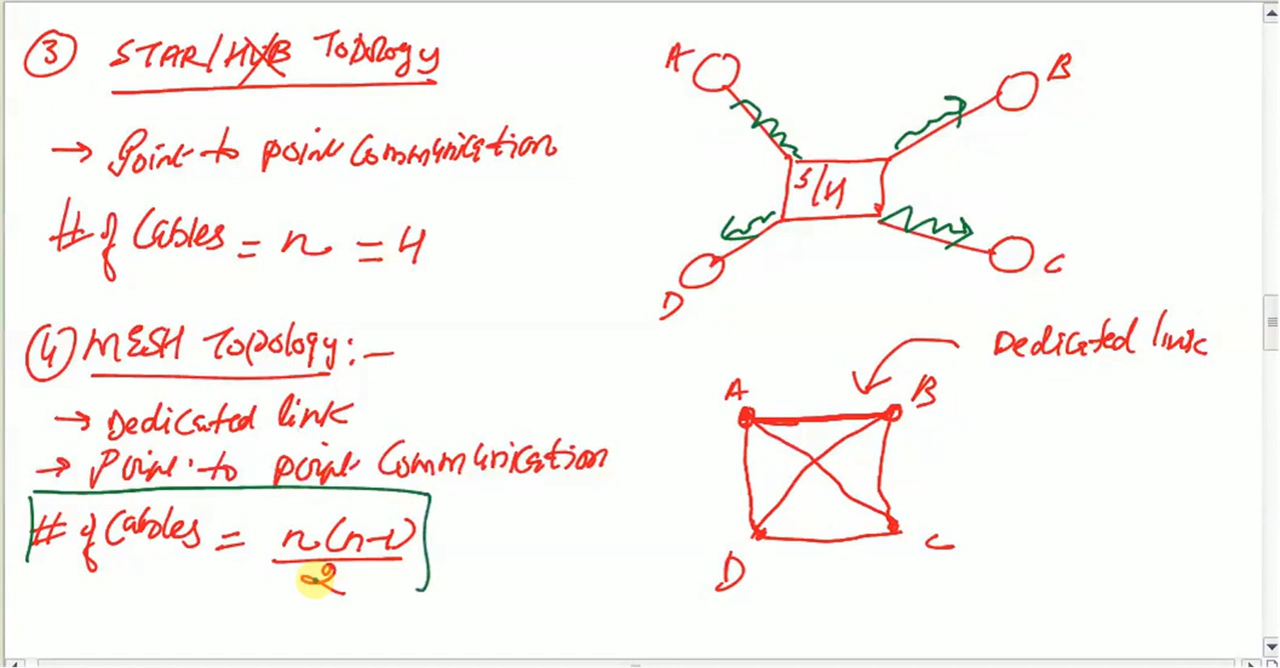 ③ STAR/HUB Topology
→ Point to point communication
# of Cables = n = 4
A
B
S/H
D
C
④ MESH Topology:-
→ Dedicated link
→ Point to point Communication
# of Cables = n(n-1)
2
Dedicated link
A
B
D
C